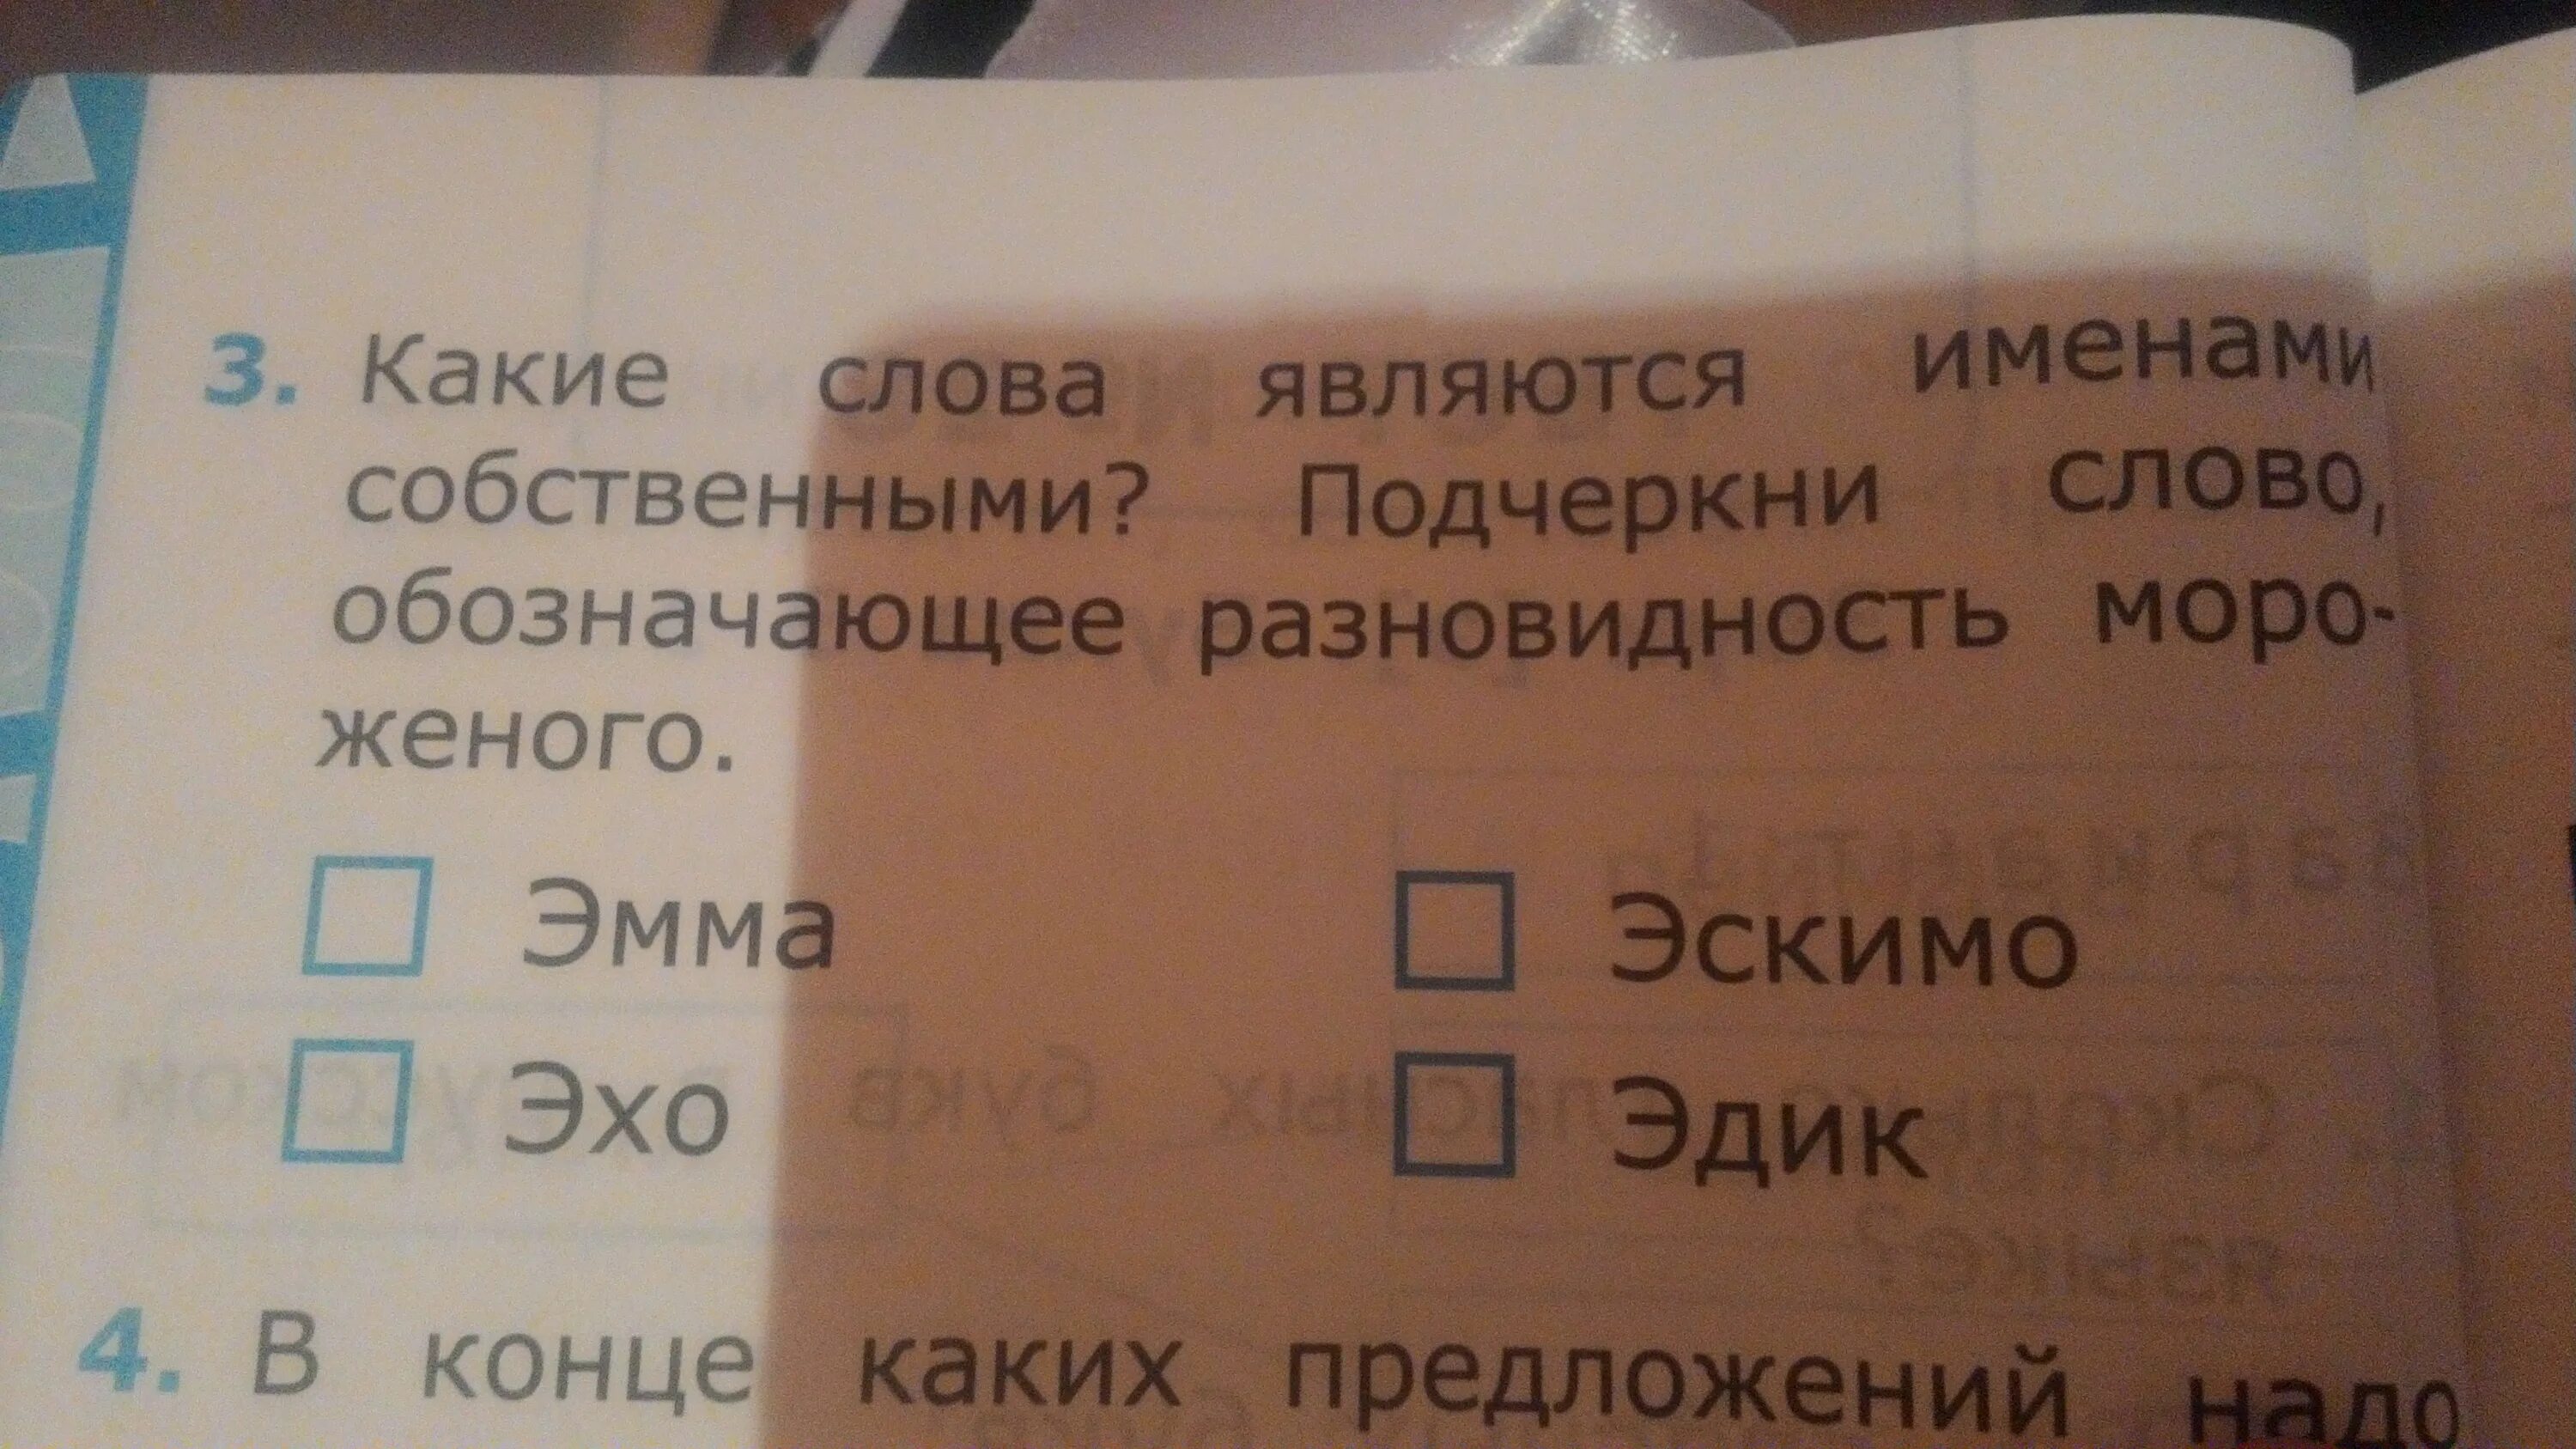 3. Какие слова являются именами
собственными? Подчеркни слово,
обозначающее разновидность моро-
женого.
Эмма
Эскимо
Эхо
Эдик
4. В конце каких предложений надо